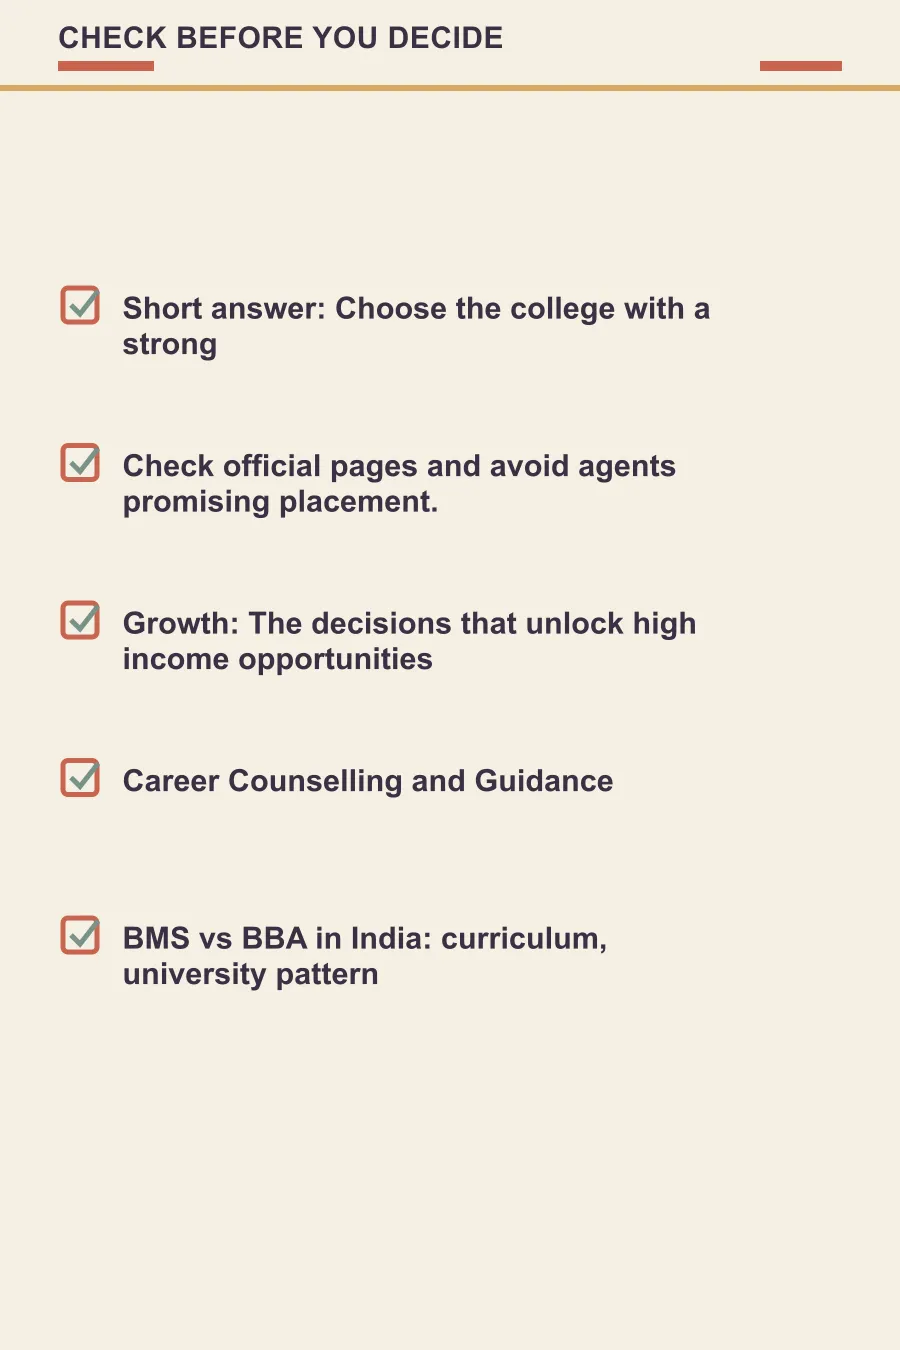 CHECK BEFORE YOU DECIDE
Short answer: Choose the college with a
strong
Check official pages and avoid agents
promising placement.
Growth: The decisions that unlock high
income opportunities
Career Counselling and Guidance
BMS vs BBA in India: curriculum,
university pattern